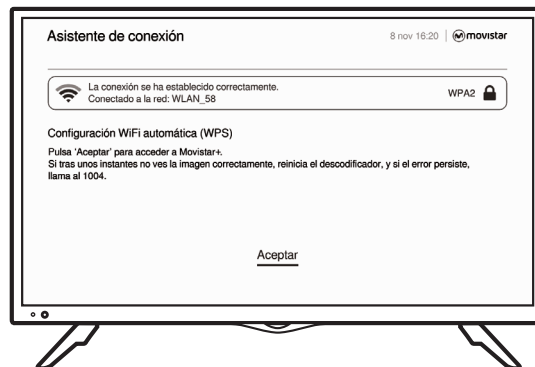 Asistente de conexión
8 nov 16:20 | movistar
La conexión se ha establecido correctamente.
Conectado a la red: WLAN_58
WPA2
Configuración WiFi automática (WPS)
Pulsa 'Aceptar' para acceder a Movistar+.
Si tras unos instantes no ves la imagen correctamente, reinicia el descodificador, y si el error persiste,
llama al 1004.
Aceptar